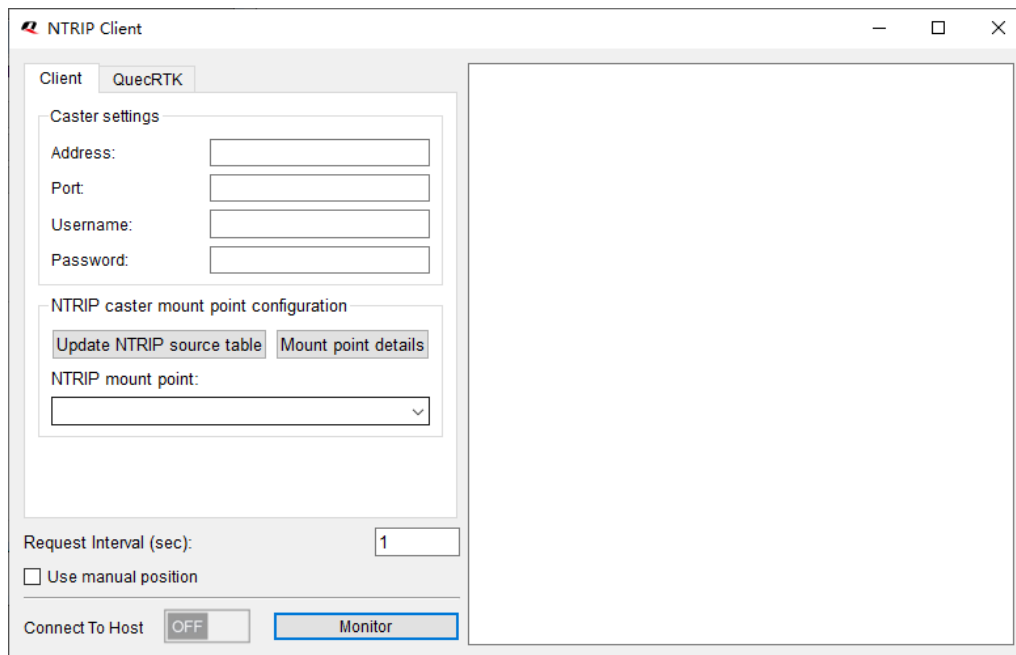 NTRIP Client
Client QuecRTK
Caster settings
Address:
Port:
Username:
Password:
NTRIP caster mount point configuration
Update NTRIP source table Mount point details
NTRIP mount point:
Request Interval (sec): 1
Use manual position
Connect To Host OFF Monitor